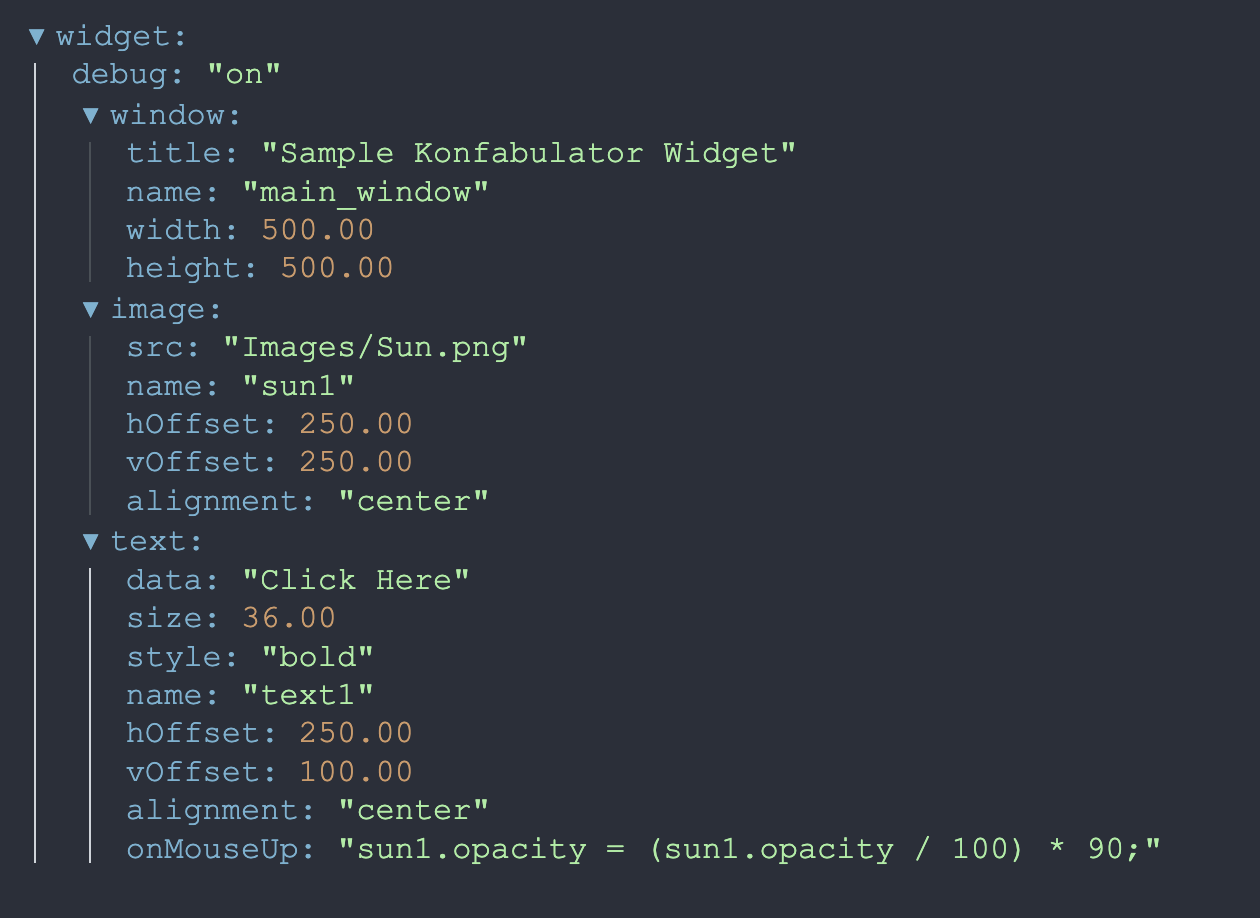 widget:
debug: "on"
window:
title: "Sample Konfabulator Widget"
name: "main_window"
width: 500.00
height: 500.00
image:
src: "Images/Sun.png"
name: "sun1"
hOffset: 250.00
vOffset: 250.00
alignment: "center"
text:
data: "Click Here"
size: 36.00
style: "bold"
name: "text1"
hOffset: 250.00
vOffset: 100.00
alignment: "center"
onMouseUp: "sun1.opacity = (sun1.opacity / 100) * 90;"